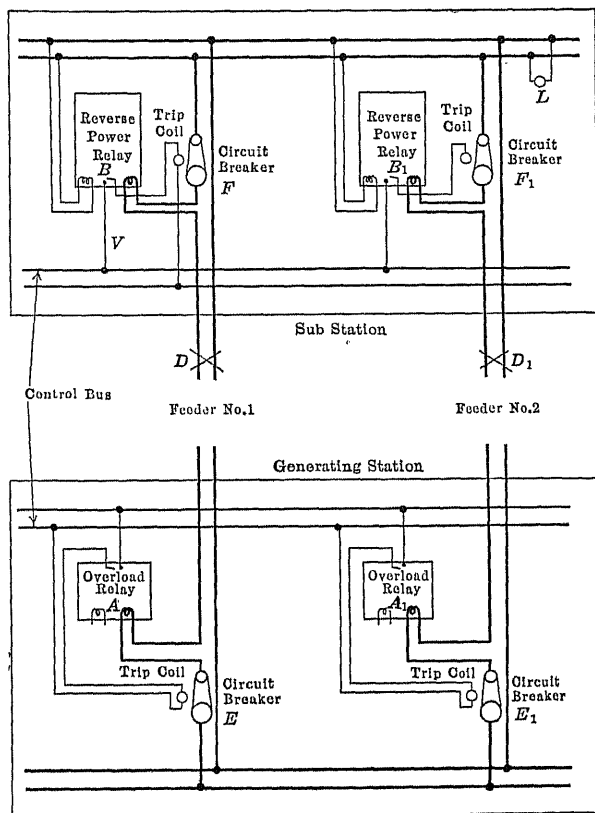 L
Reverse
Power
Relay
B
Trip
Coil
Circuit
Breaker
F
Reverse
Power
Relay
B1
Trip
Coil
Circuit
Breaker
F1
V
Sub Station
D
D1
Control Bus
Feeder No.1
Feeder No.2
Generating Station
Overload
Relay
A
Overload
Relay
A1
Trip Coil
Circuit
Breaker
E
Trip Coil
Circuit
Breaker
E1